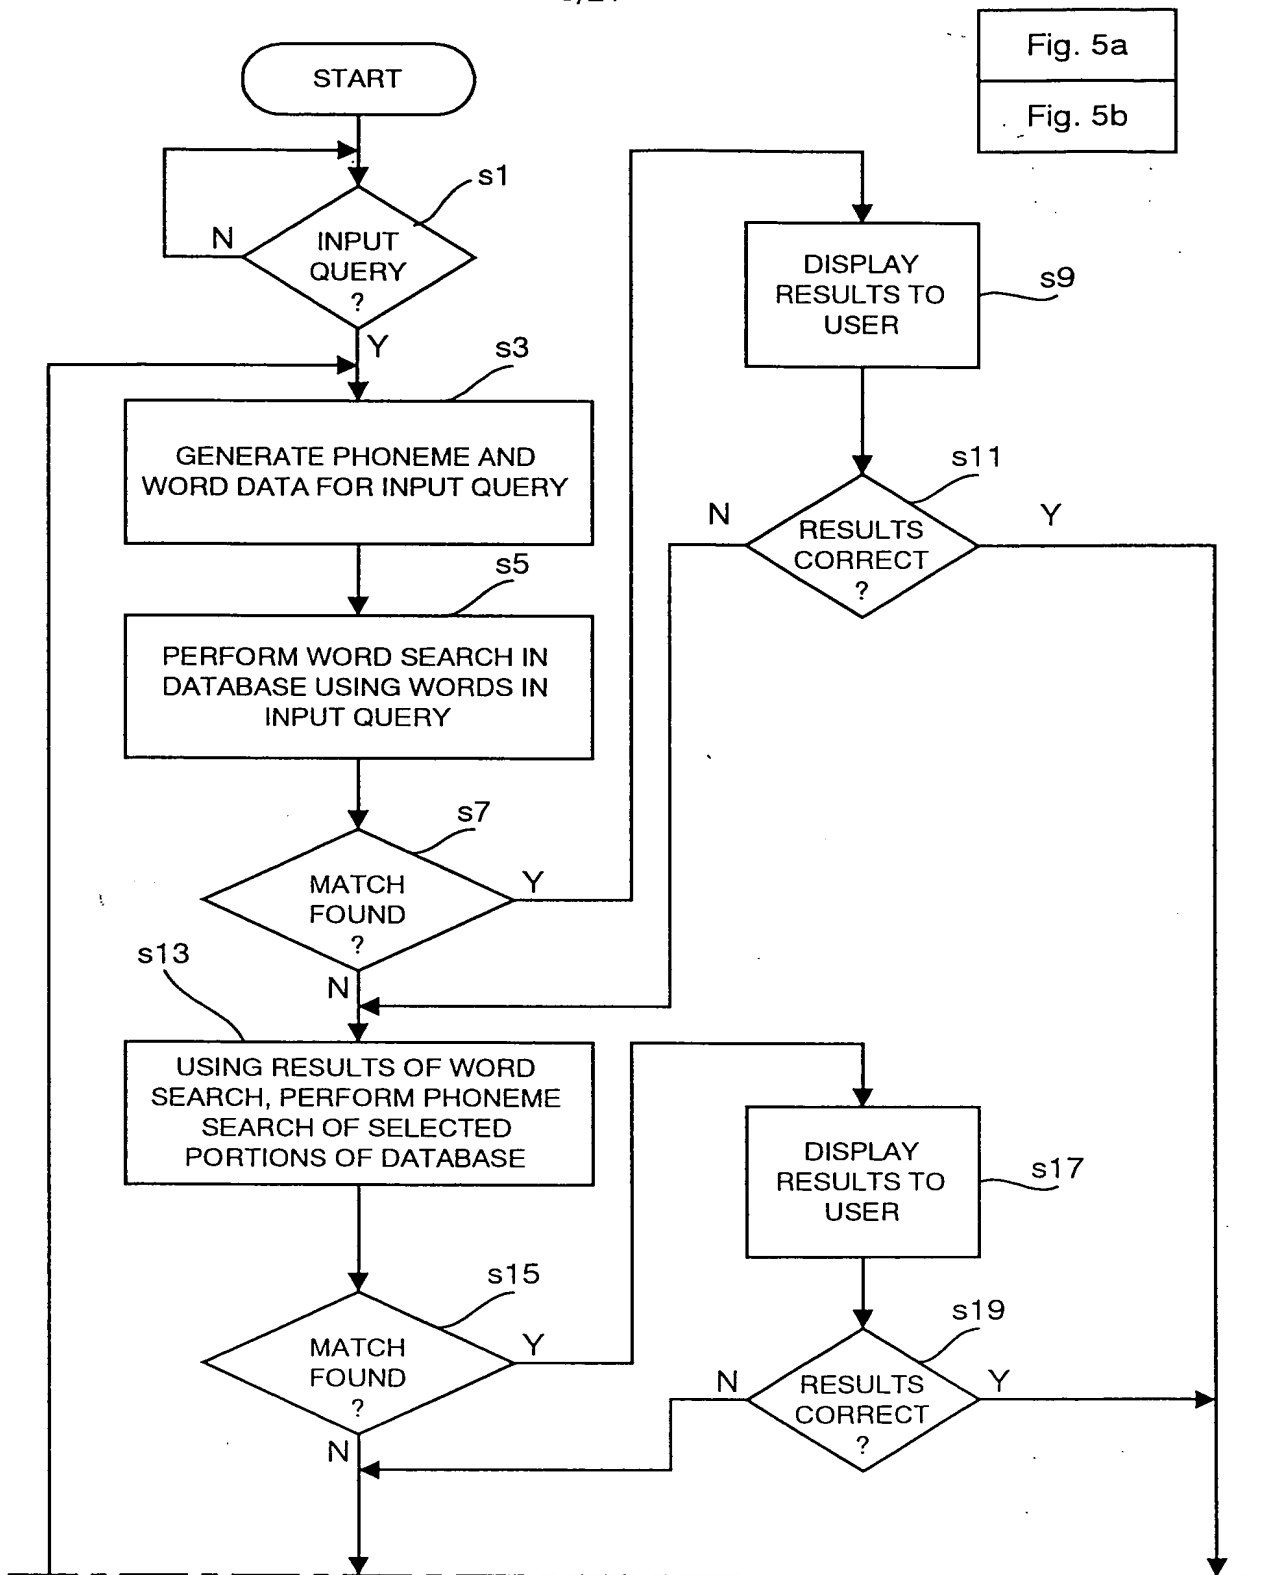 START
Fig. 5a
Fig. 5b
s1
N
INPUT
QUERY
?
Y
DISPLAY
RESULTS TO
USER
s9
s3
GENERATE PHONEME AND
WORD DATA FOR INPUT QUERY
s11
N
RESULTS
CORRECT
?
Y
s5
PERFORM WORD SEARCH IN
DATABASE USING WORDS IN
INPUT QUERY
s7
MATCH
FOUND
?
Y
N
s13
USING RESULTS OF WORD
SEARCH, PERFORM PHONEME
SEARCH OF SELECTED
PORTIONS OF DATABASE
DISPLAY
RESULTS TO
USER
s17
s15
MATCH
FOUND
?
Y
N
s19
N
RESULTS
CORRECT
?
Y